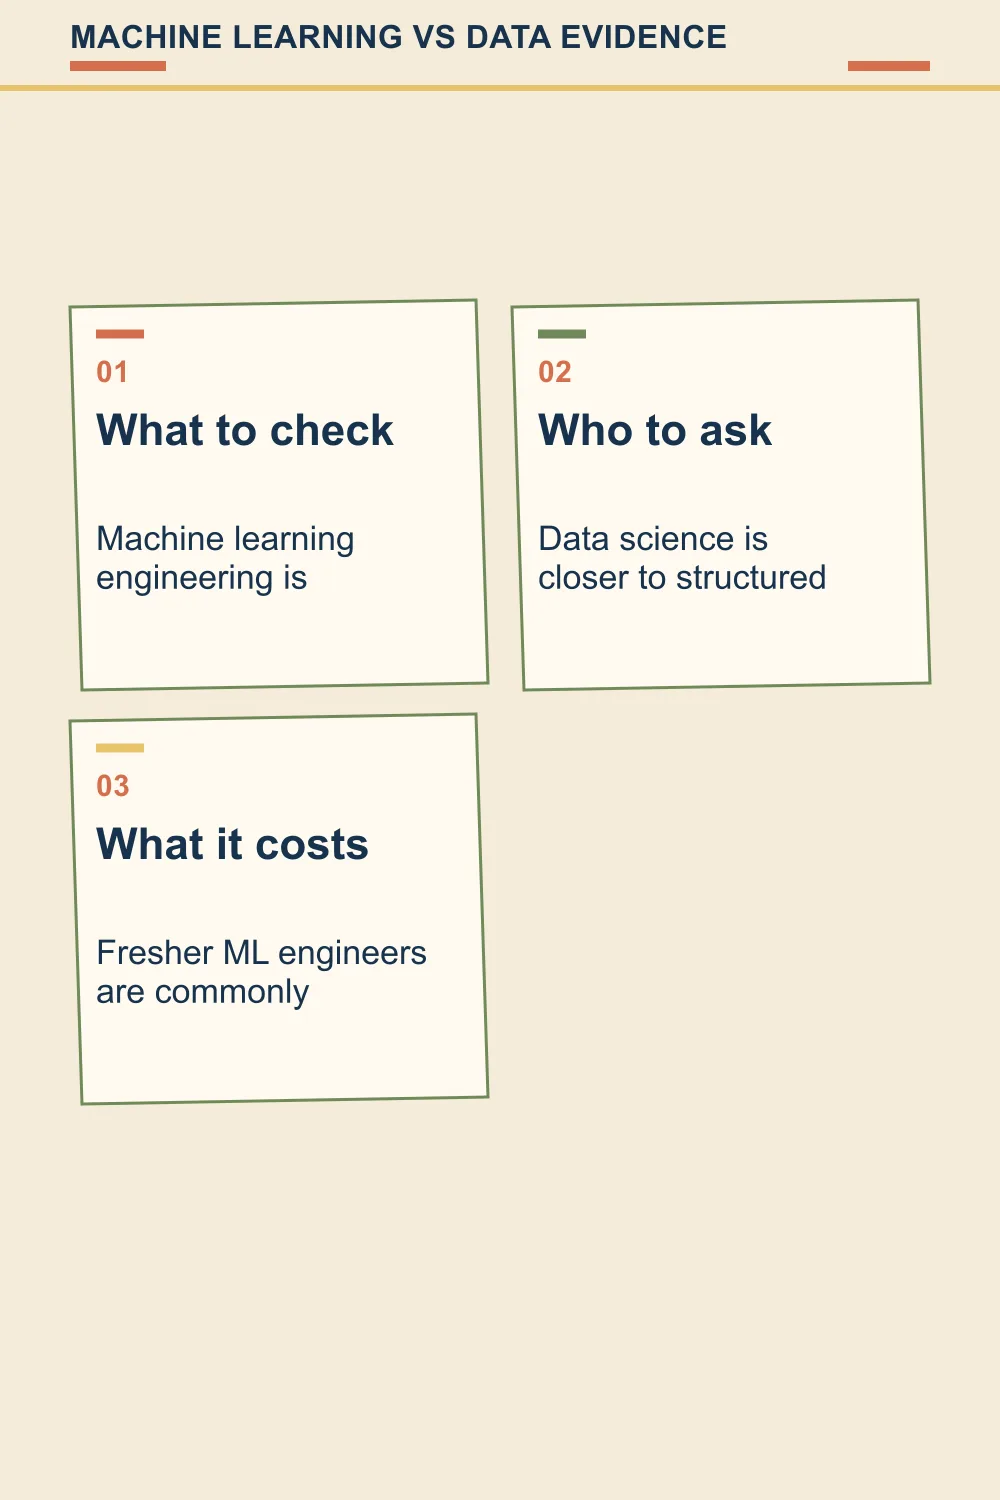 MACHINE LEARNING VS DATA EVIDENCE
01
What to check
Machine learning
engineering is
02
Who to ask
Data science is
closer to structured
03
What it costs
Fresher ML engineers
are commonly